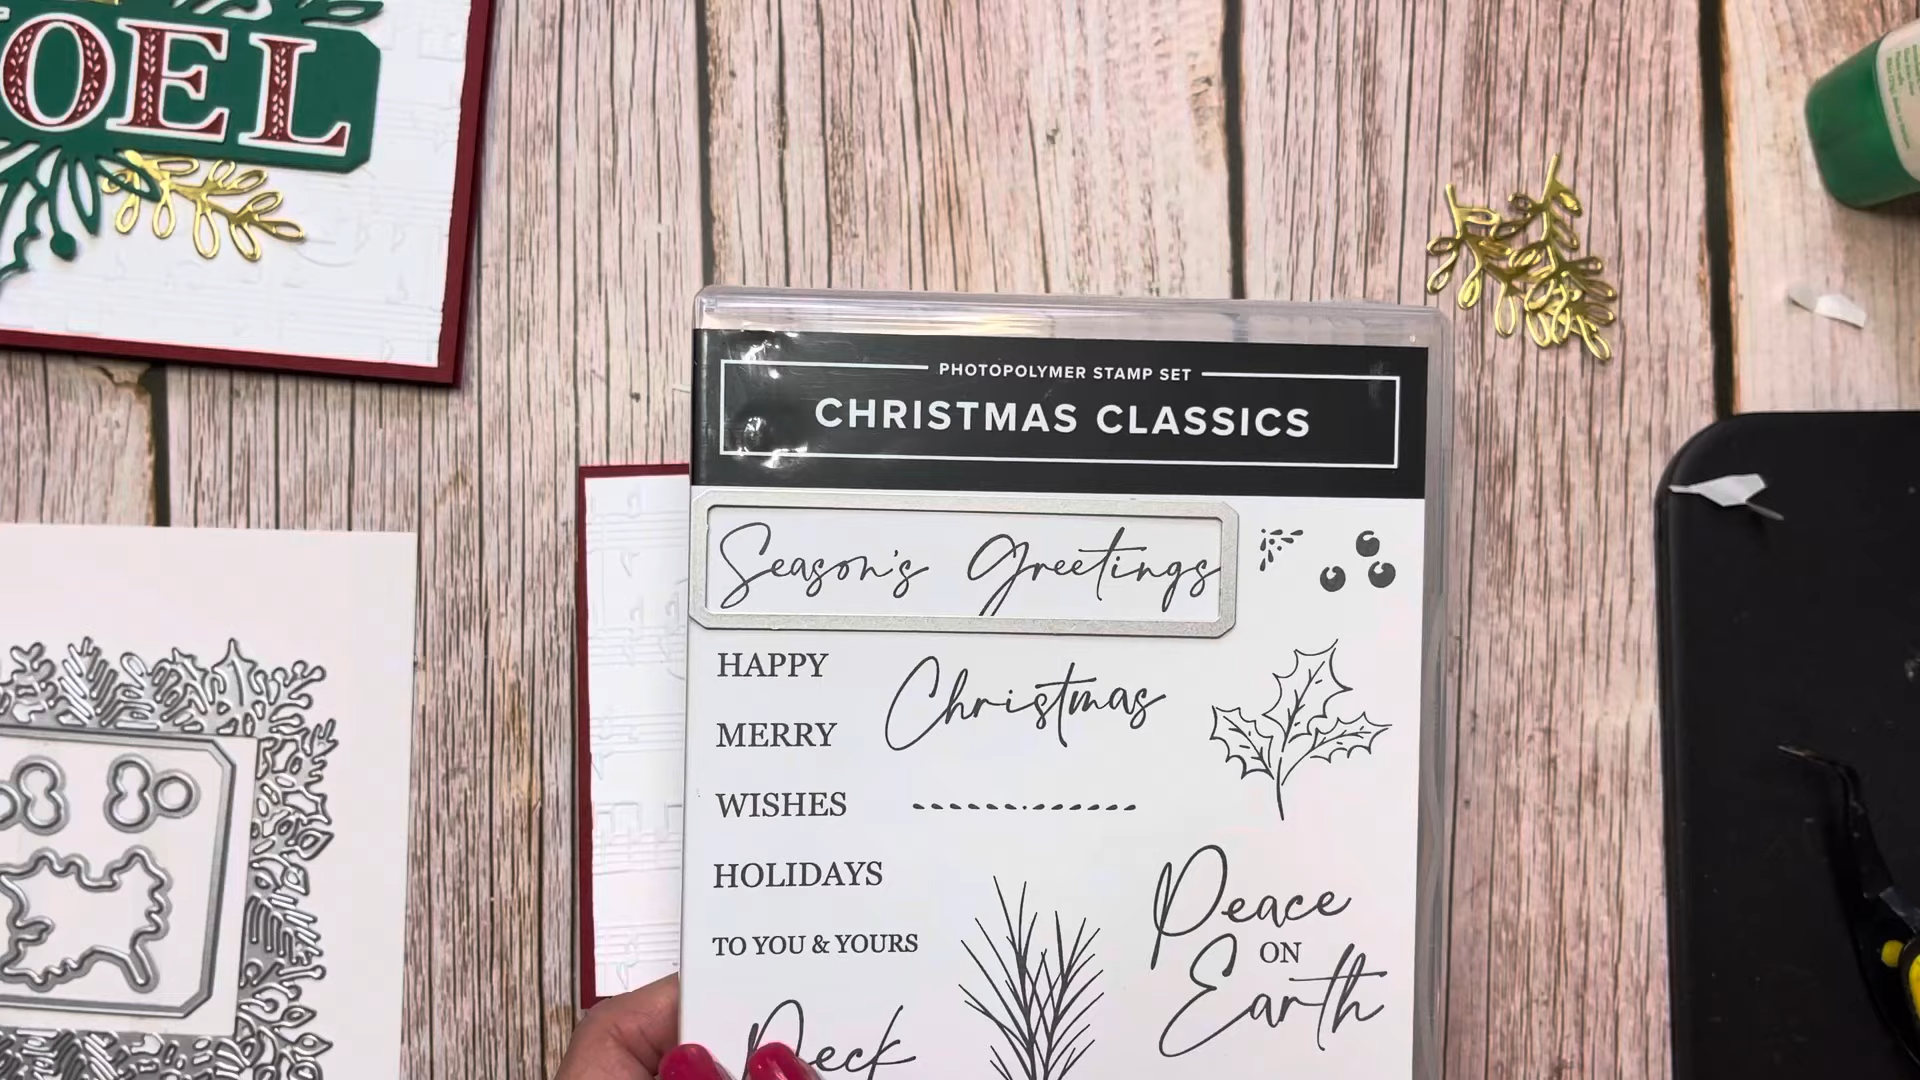 OEL
PHOTOPOLYMER STAMP SET
CHRISTMAS CLASSICS
Season's Greetings
HAPPY
Christmas
MERRY
WISHES
HOLIDAYS
TO YOU & YOURS
Peace
ON
Earth
Deck